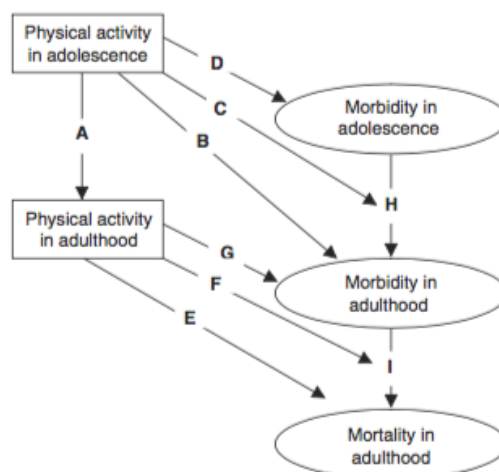 Physical activity
in adolescence
D
C
Morbidity in
adolescence
A
B
H
Physical activity
in adulthood
G
F
Morbidity in
adulthood
E
I
Mortality in
adulthood